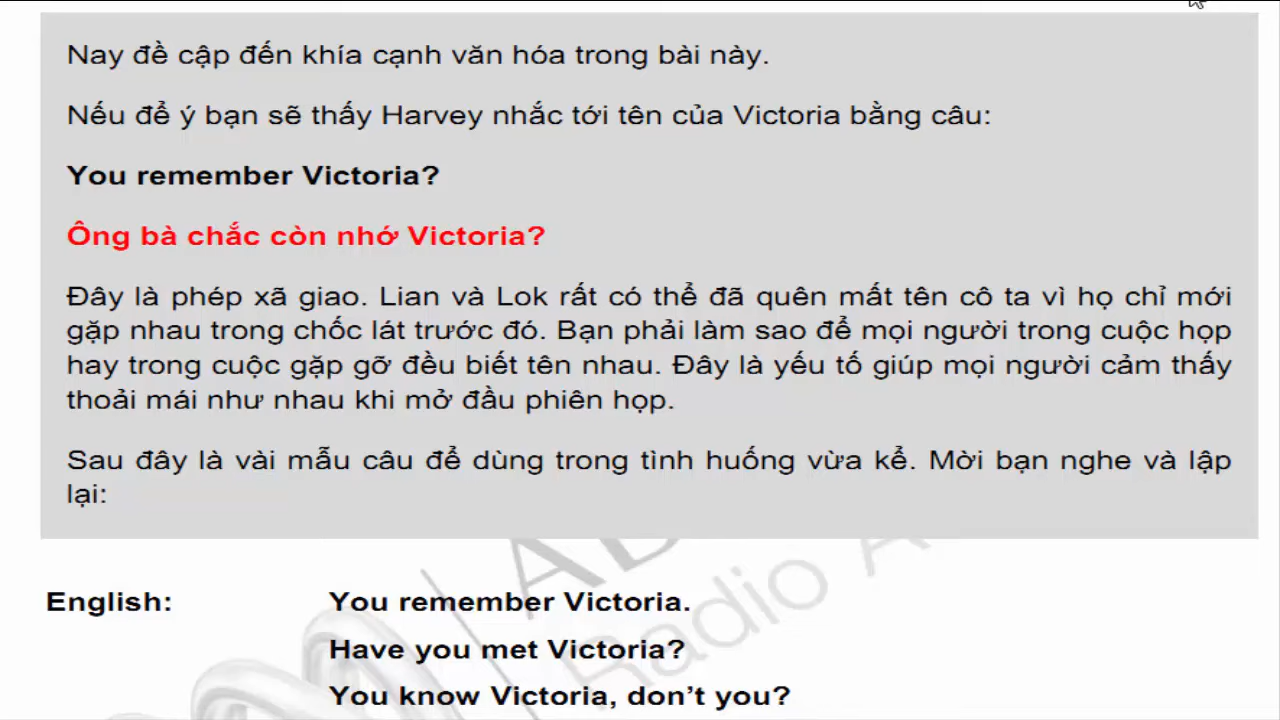 Nay đề cập đến khía cạnh văn hóa trong bài này.
Nếu để ý bạn sẽ thấy Harvey nhắc tới tên của Victoria bằng câu:
You remember Victoria?
Ông bà chắc còn nhớ Victoria?
Đây là phép xã giao. Lian và Lok rất có thể đã quên mất tên cô ta vì họ chỉ mới
gặp nhau trong chốc lát trước đó. Bạn phải làm sao để mọi người trong cuộc họp
hay trong cuộc gặp gỡ đều biết tên nhau. Đây là yếu tố giúp mọi người cảm thấy
thoải mái như nhau khi mở đầu phiên họp.
Sau đây là vài mẫu câu để dùng trong tình huống vừa kể. Mời bạn nghe và lập
lại:
English: You remember Victoria.
Have you met Victoria?
You know Victoria, don’t you?
Radio